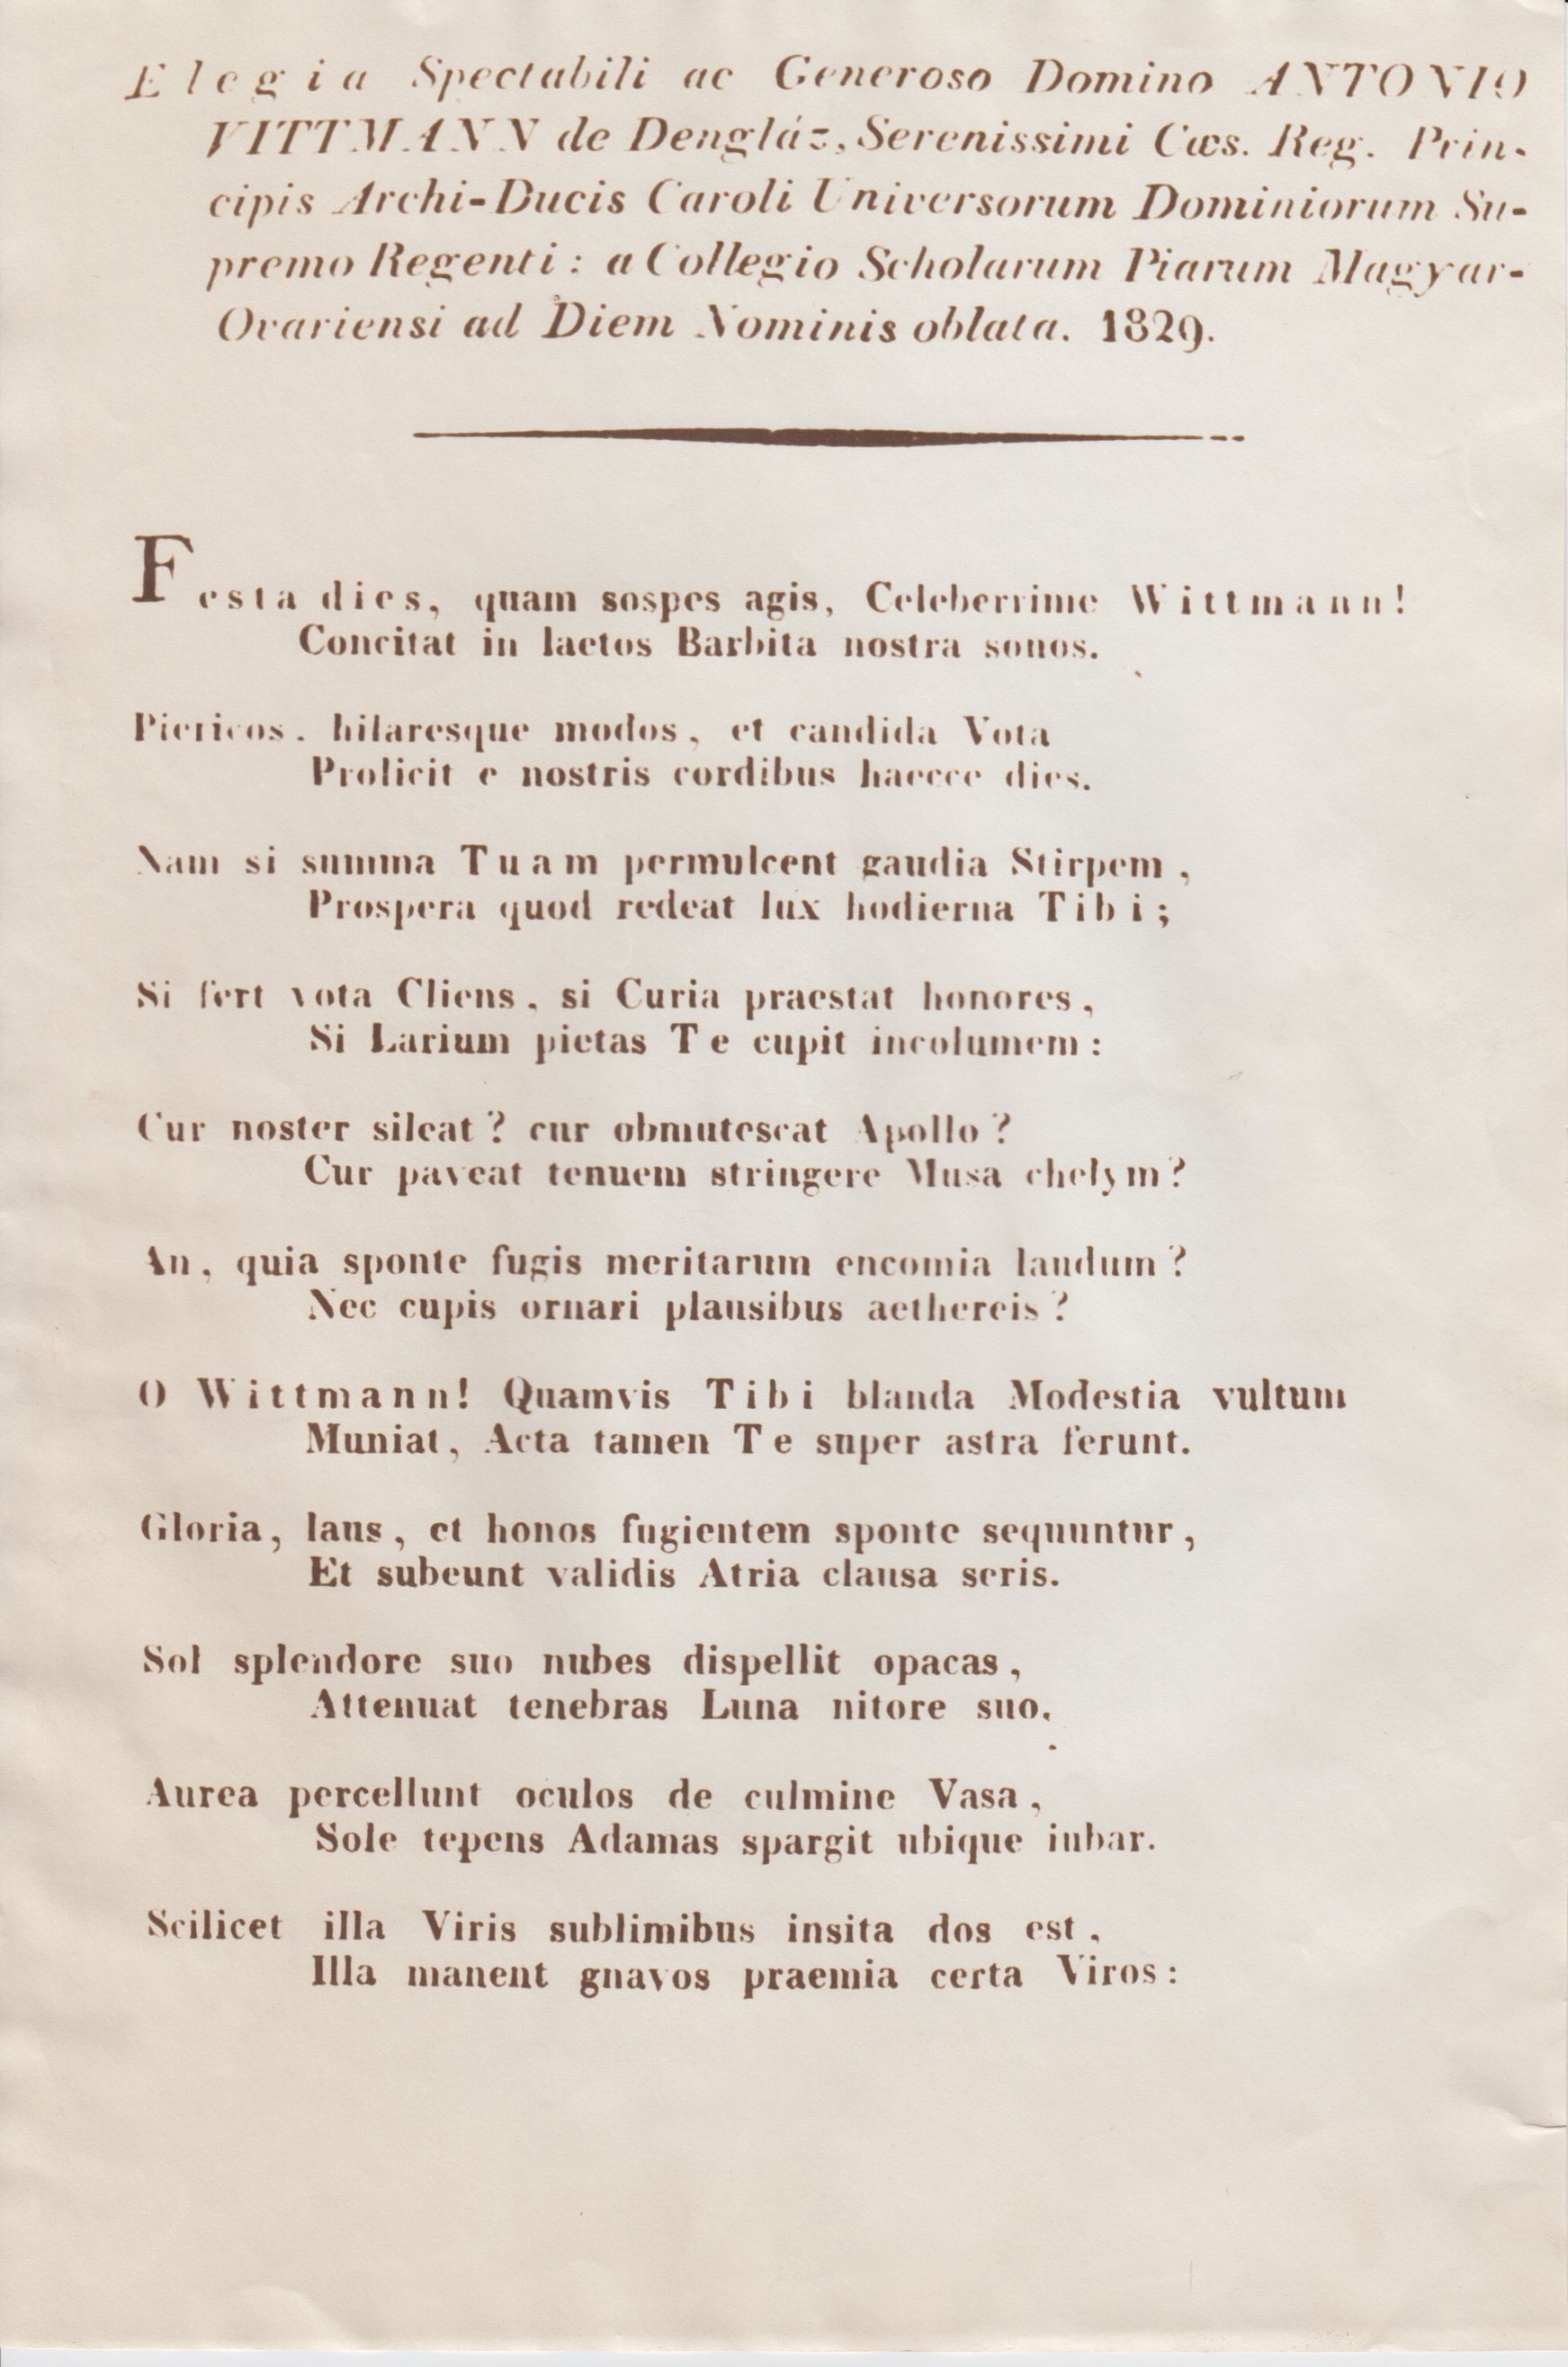 Elegia Spectabili ac Generoso Domino ANTONIO
VITTMANN de Dengláz, Serenissimi Cæs. Reg. Prin-
cipis Archi-Ducis Caroli Universorum Dominiorum Su-
premo Regenti: a Collegio Scholarum Piarum Magyar-
Ovariensi ad Diem Nominis oblata. 1829.
Festa dies, quam sospes agis, Celeberrime Wittmann!
Concitat in laetos Barbita nostra sonos.
Piericos, hilaresque modos, et candida Vota
Prolicit e nostris cordibus haecce dies.
Nam si summa Tuam permulcent gaudia Stirpem,
Prospera quod redeat lux hodierna Tibi;
Si fert vota Cliens, si Curia praestat honores,
Si Larium pietas Te cupit incolumem:
Cur noster sileat? cur obmutescat Apollo?
Cur paveat tenuem stringere Musa chelym?
An, quia sponte fugis meritarum encomia laudum?
Nec cupis ornari plausibus aethereis?
O Wittmann! Quamvis Tibi blanda Modestia vultum
Muniat, Acta tamen Te super astra ferunt.
Gloria, laus, et honos fugientem sponte sequuntur,
Et subeunt validis Atria clausa seris.
Sol splendore suo nubes dispellit opacas,
Attenuat tenebras Luna nitore suo.
Aurea percellunt oculos de culmine Vasa,
Sole tepens Adamas spargit ubique iubar.
Scilicet illa Viris sublimibus insita dos est,
Illa manent gnavos praemia certa Viros: